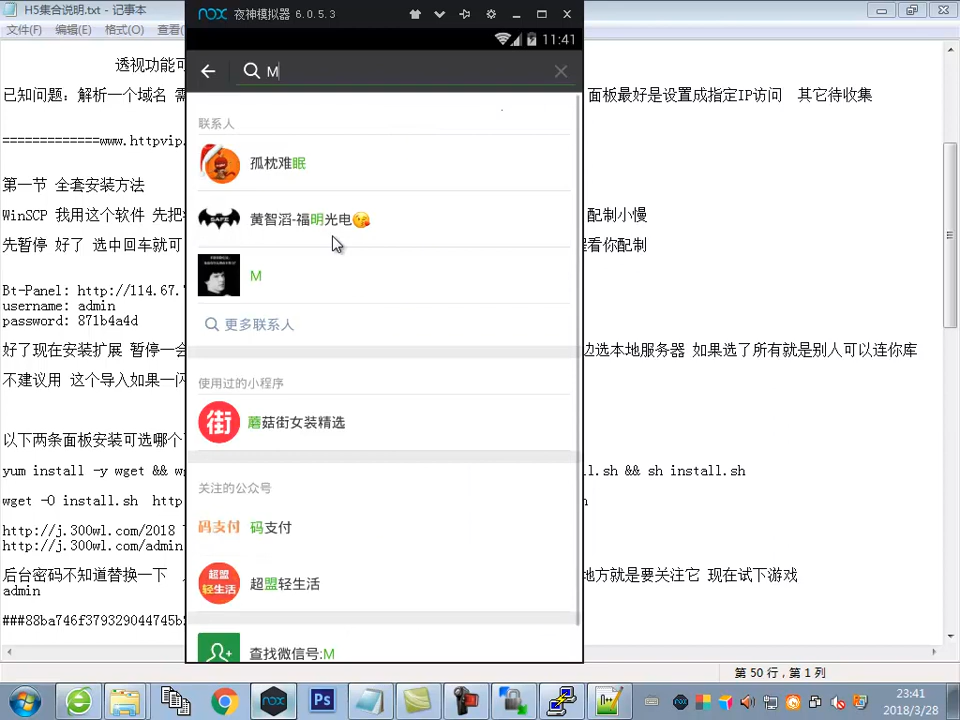 H5集合说明.txt - 记事本
文件(F) 编辑(E) 格式(O) 查看
nox 夜神模拟器 6.0.5.3
11:41
M
透视功能可
已知问题: 解析一个域名 需
面板最好是设置成指定IP访问 其它待收集
=============www.httpvip.
第一节 全套安装方法
WinSCP 我用这个软件 先把
配制小慢
先暂停 好了 选中回车就可
程看你配制
Bt-Panel: http://114.67.
username: admin
password: 871b4a4d
好了现在安装扩展 暂停一会
边选本地服务器 如果选了所有就是别人可以连你库
不建议用 这个导入如果一闪
以下两条面板安装可选哪个
yum install -y wget &&
ll.sh && sh install.sh
wget -O install.sh http
http://j.300wl.com/2018
http://j.300wl.com/admin
后台密码不知道替换一下
地方就是要关注它 现在试下游戏
admin
###88ba746f379329044745b
联系人
孤枕难眠
SAFE
黄智滔-福明光电😘
M
更多联系人
使用过的小程序
街
蘑菇街女装精选
关注的公众号
码支付
码支付
超盟
轻生活
超盟轻生活
查找微信号:M
第 50 行, 第 1 列
nox
Ps
23:41
2018/3/28